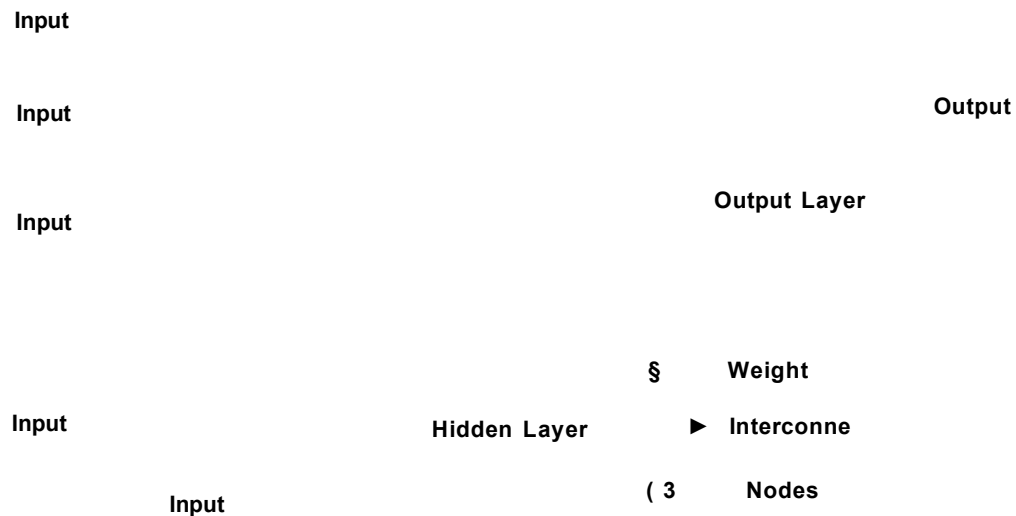 Input
Input
Output
Output Layer
Input
§ Weight
Input
Hidden Layer
► Interconne
( 3 Nodes
Input